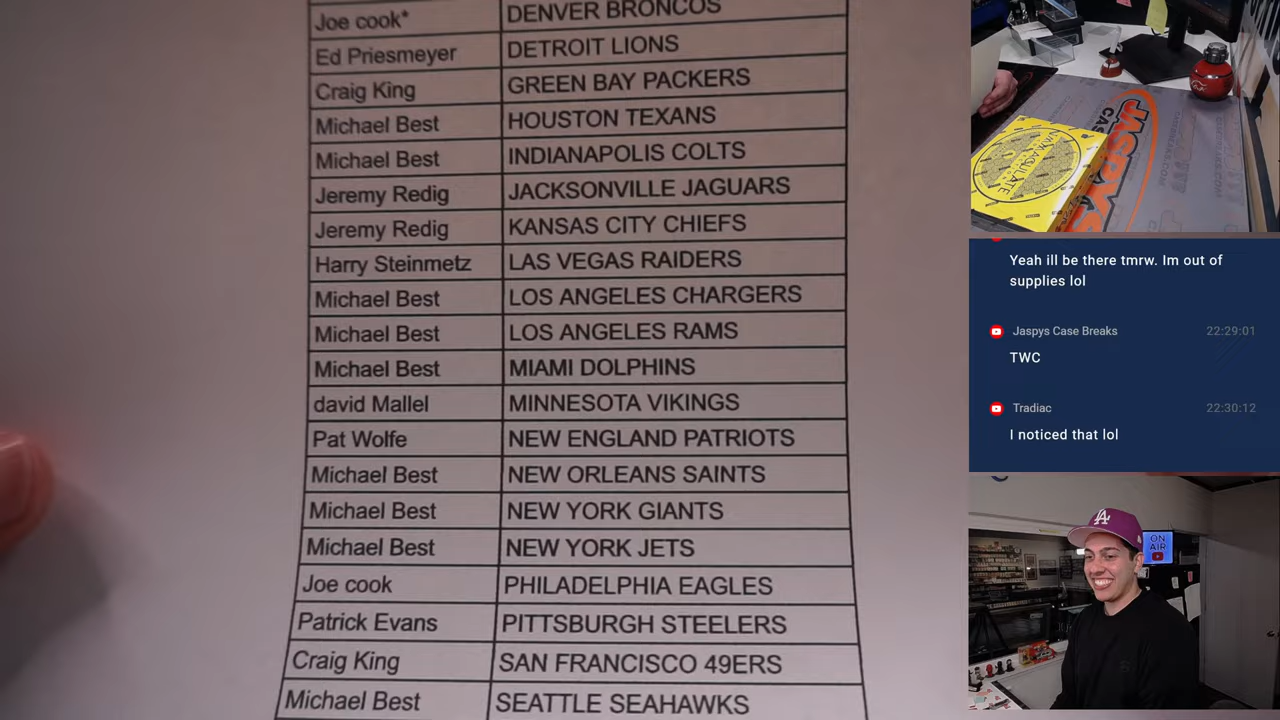 Joe cook* DENVER BRONCOS
Ed Priesmeyer DETROIT LIONS
Craig King GREEN BAY PACKERS
Michael Best HOUSTON TEXANS
Michael Best INDIANAPOLIS COLTS
Jeremy Redig JACKSONVILLE JAGUARS
Jeremy Redig KANSAS CITY CHIEFS
Harry Steinmetz LAS VEGAS RAIDERS
Michael Best LOS ANGELES CHARGERS
Michael Best LOS ANGELES RAMS
Michael Best MIAMI DOLPHINS
david Mallel MINNESOTA VIKINGS
Pat Wolfe NEW ENGLAND PATRIOTS
Michael Best NEW ORLEANS SAINTS
Michael Best NEW YORK GIANTS
Michael Best NEW YORK JETS
Joe cook PHILADELPHIA EAGLES
Patrick Evans PITTSBURGH STEELERS
Craig King SAN FRANCISCO 49ERS
Michael Best SEATTLE SEAHAWKS
IMMACULATE
JASPYS
Yeah ill be there tmrw. Im out of
supplies lol
Jaspys Case Breaks 22:29:01
TWC
Tradiac 22:30:12
I noticed that lol
LA
ON
AIR